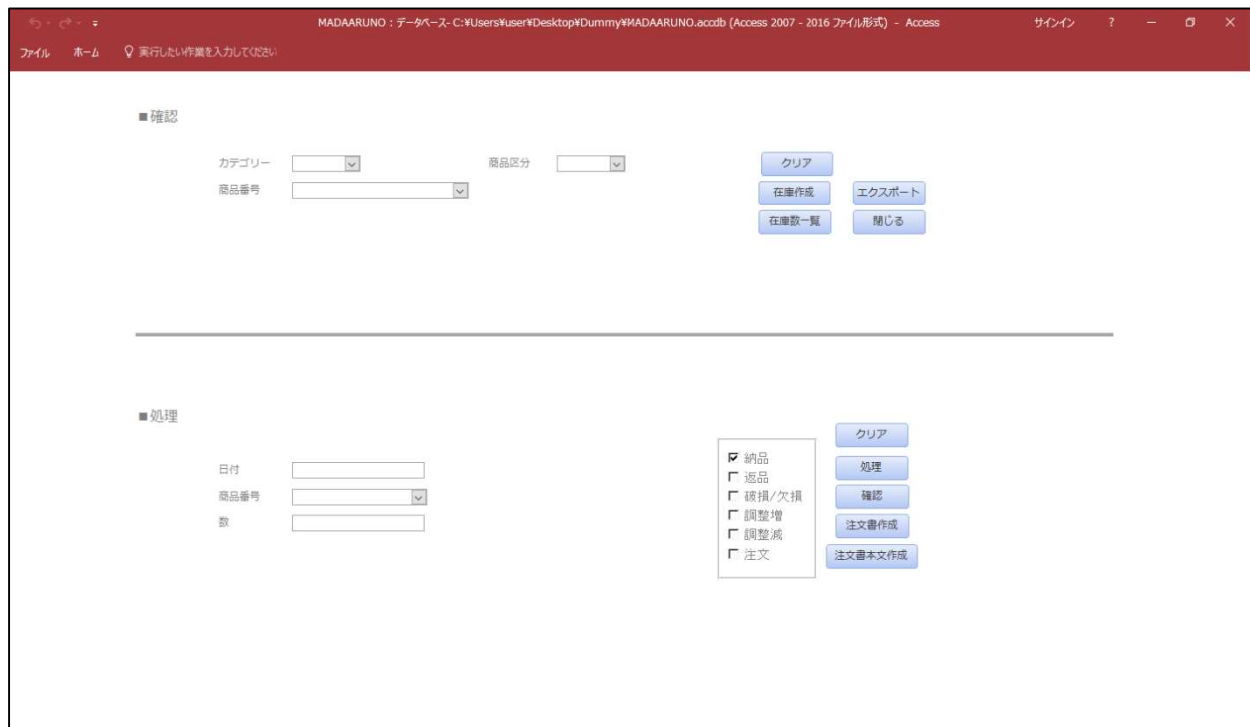 MADAARUNO : データベース- C:¥Users¥user¥Desktop¥Dummy¥MADAARUNO.accdb (Access 2007 - 2016 ファイル形式) - Access サインイン ?
ファイル ホーム 実行したい作業を入力してください
■確認
カテゴリー 商品区分 クリア
商品番号 在庫作成 エクスポート
在庫数一覧 閉じる
■処理
クリア
納品
日付 処理
返品
商品番号 破損/欠損 確認
調整増
数 注文書作成
調整減
注文 注文書本文作成